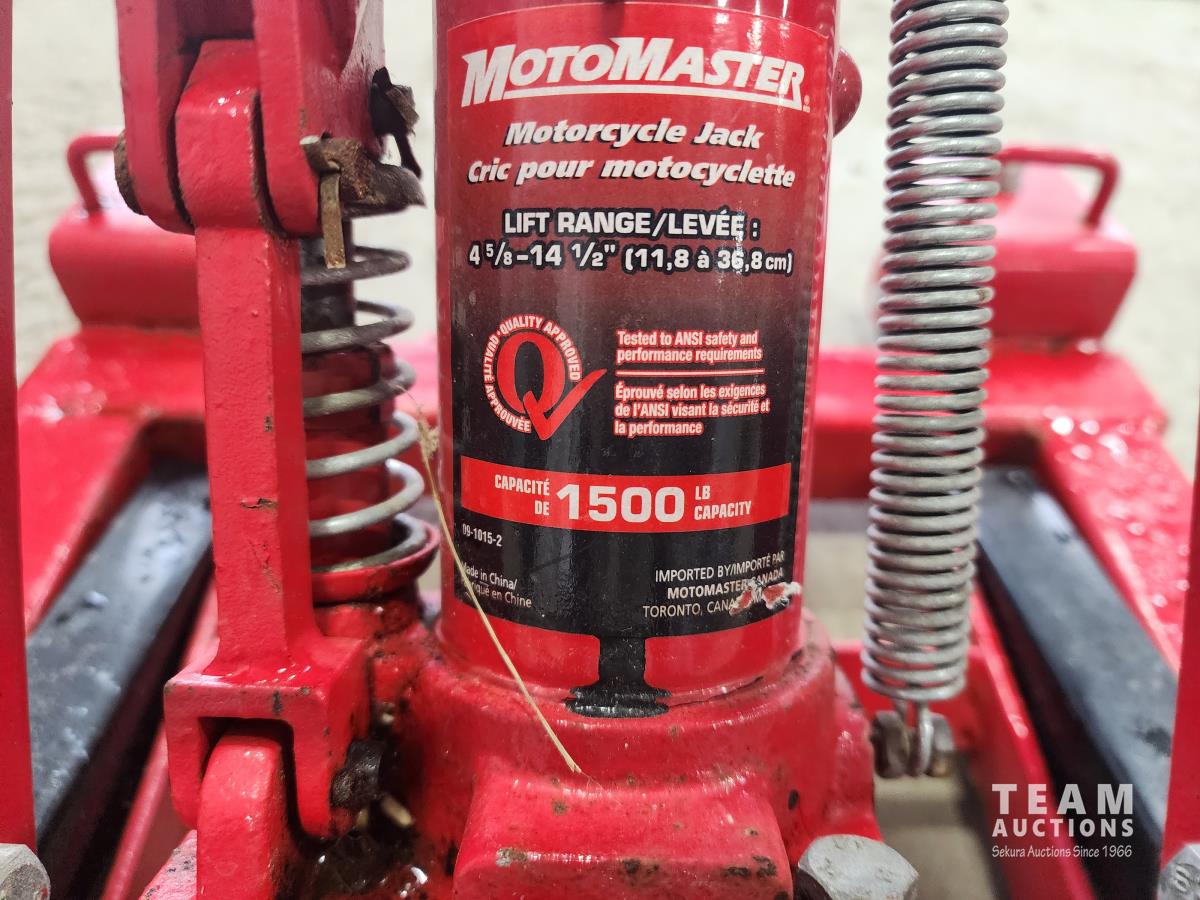 MOTOMASTER
Motorcycle Jack
Cric pour motocyclette
LIFT RANGE/LEVÉE :
4 5/8-14 1/2" (11,8 à 36,8 cm)
QUALITY APPROVED
QUALITÉ APPROUVÉE
Q
Tested to ANSI safety and
performance requirements
Éprouvé selon les exigences
de l'ANSI visant la sécurité et
la performance
CAPACITÉ DE 1500 LB CAPACITY
09-1015-2
Made in China/
en Chine
IMPORTED BY/IMPORTÉ PAR
MOTOMASTER CANADA
TORONTO,
TEAM
AUCTIONS
Sekura Auctions Since 1966